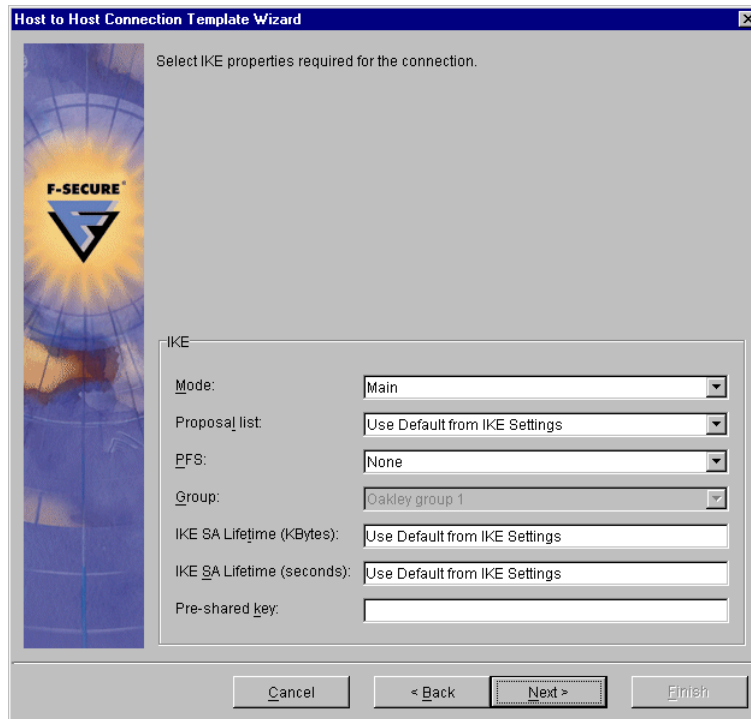 Host to Host Connection Template Wizard
Select IKE properties required for the connection.
F-SECURE®
IKE
Mode: Main
Proposal list: Use Default from IKE Settings
PFS: None
Group: Oakley group 1
IKE SA Lifetime (KBytes): Use Default from IKE Settings
IKE SA Lifetime (seconds): Use Default from IKE Settings
Pre-shared key:
Cancel < Back Next > Finish